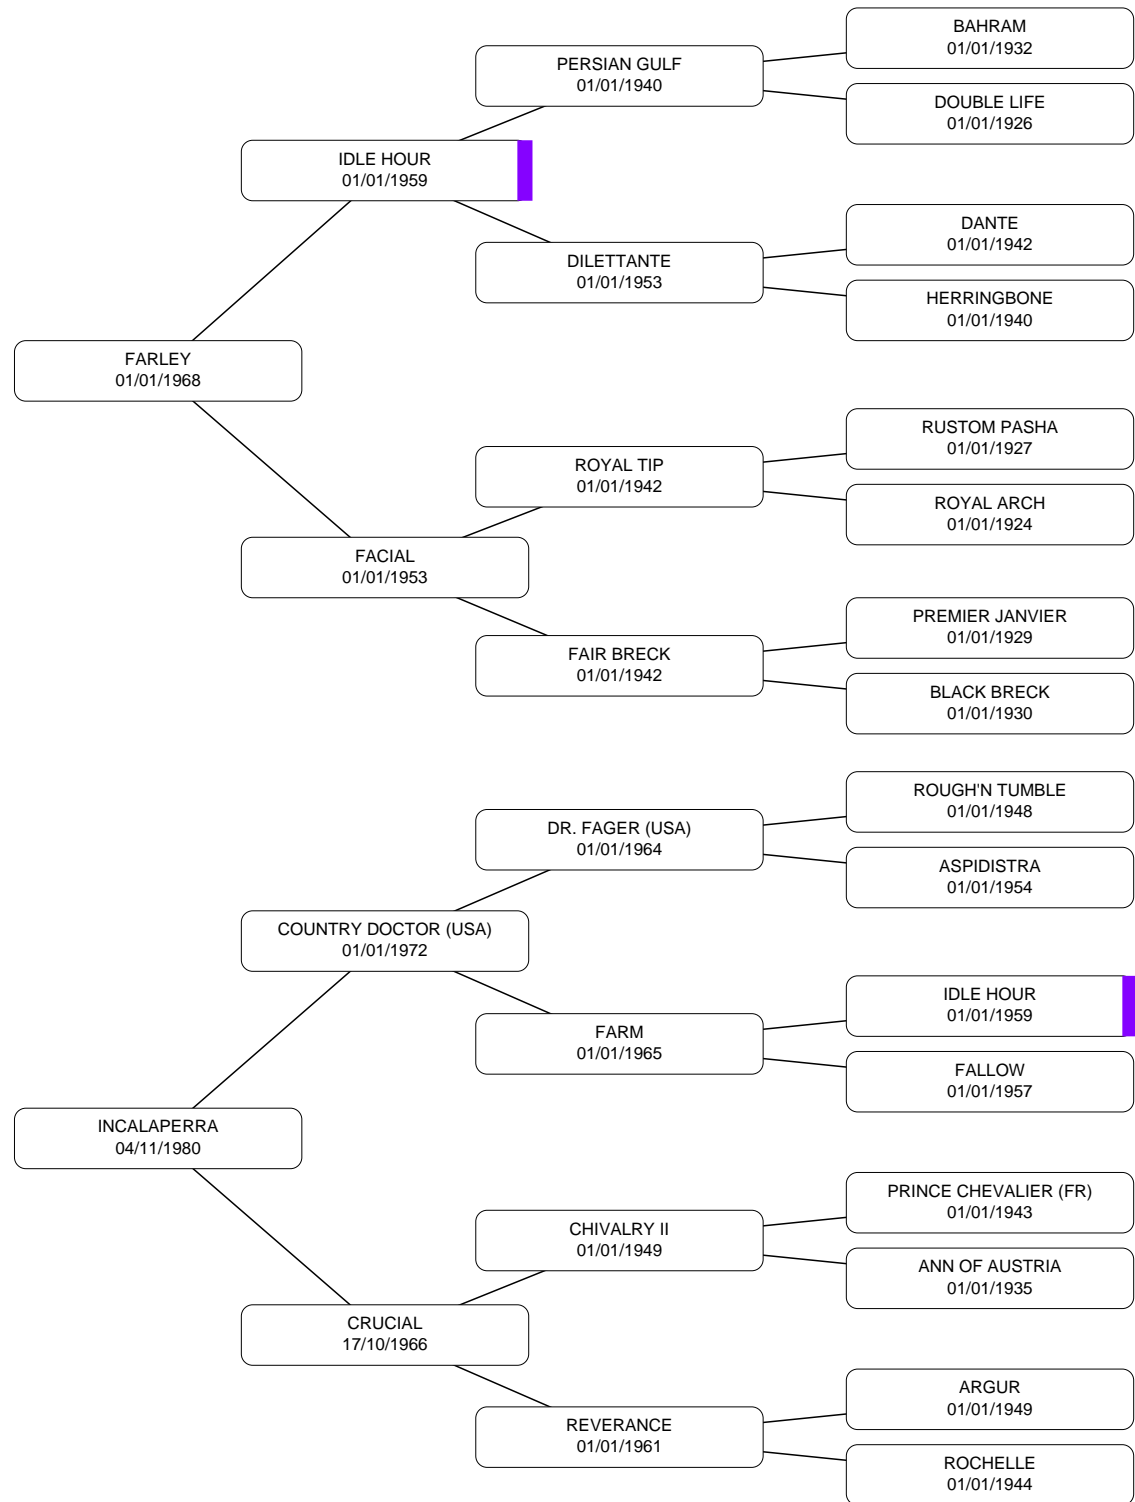 BAHRAM
01/01/1932
PERSIAN GULF
01/01/1940
DOUBLE LIFE
01/01/1926
IDLE HOUR
01/01/1959
DANTE
01/01/1942
DILETTANTE
01/01/1953
HERRINGBONE
01/01/1940
FARLEY
01/01/1968
RUSTOM PASHA
01/01/1927
ROYAL TIP
01/01/1942
ROYAL ARCH
01/01/1924
FACIAL
01/01/1953
PREMIER JANVIER
01/01/1929
FAIR BRECK
01/01/1942
BLACK BRECK
01/01/1930
ROUGH'N TUMBLE
01/01/1948
DR. FAGER (USA)
01/01/1964
ASPIDISTRA
01/01/1954
COUNTRY DOCTOR (USA)
01/01/1972
IDLE HOUR
01/01/1959
FARM
01/01/1965
FALLOW
01/01/1957
INCALAPERRA
04/11/1980
PRINCE CHEVALIER (FR)
01/01/1943
CHIVALRY II
01/01/1949
ANN OF AUSTRIA
01/01/1935
CRUCIAL
17/10/1966
ARGUR
01/01/1949
REVERANCE
01/01/1961
ROCHELLE
01/01/1944